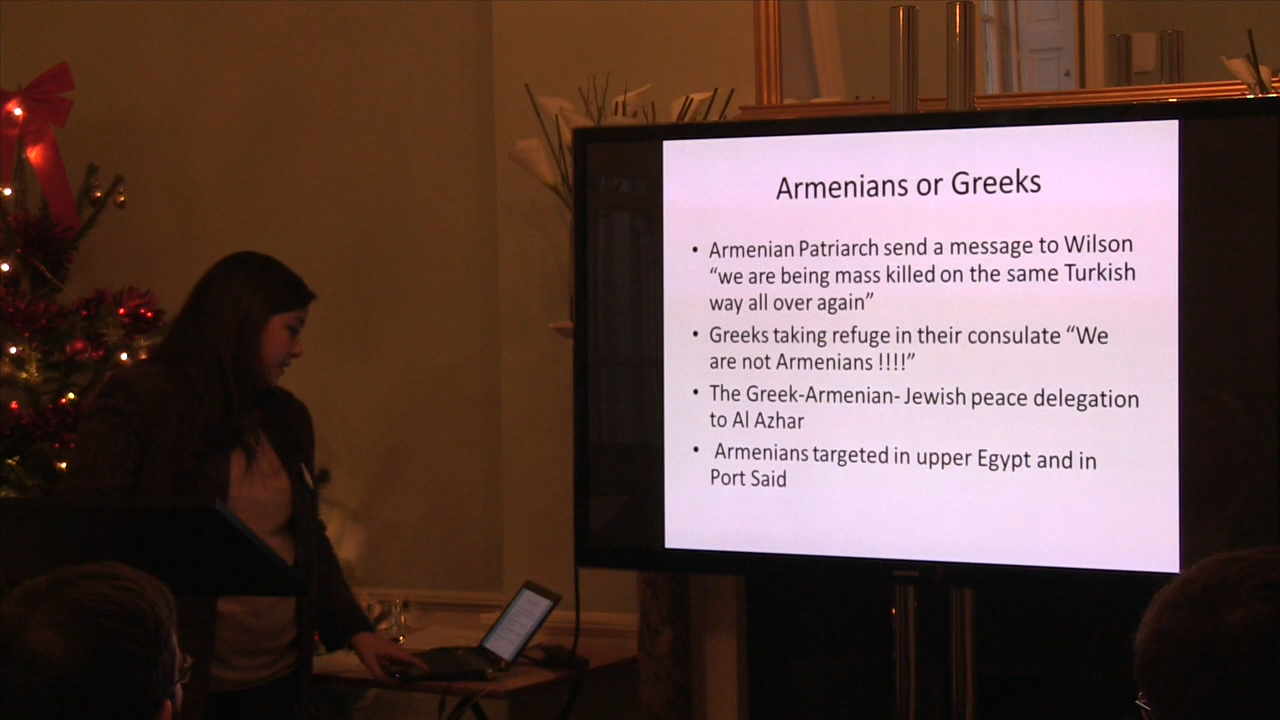 Armenians or Greeks
• Armenian Patriarch send a message to Wilson
“we are being mass killed on the same Turkish
way all over again”
• Greeks taking refuge in their consulate “We
are not Armenians !!!!”
• The Greek-Armenian- Jewish peace delegation
to Al Azhar
• Armenians targeted in upper Egypt and in
Port Said